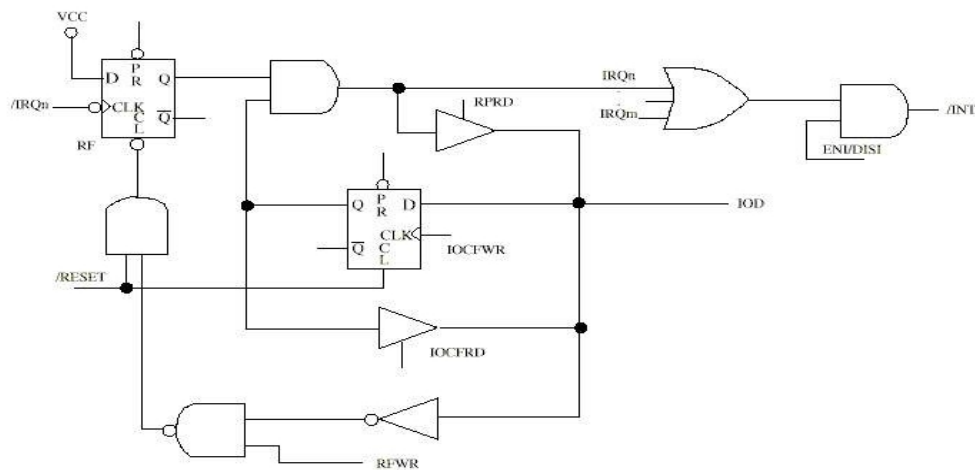 VCC
D
P
R
Q
/IRQn
CLK
C
L
Q
RF
IRQn
IRQm
/INT
ENI/DISI
RPRD
Q
P
R
D
IOD
Q
CLK
C
L
IOCFWR
/RESET
IOCFRD
RFWR